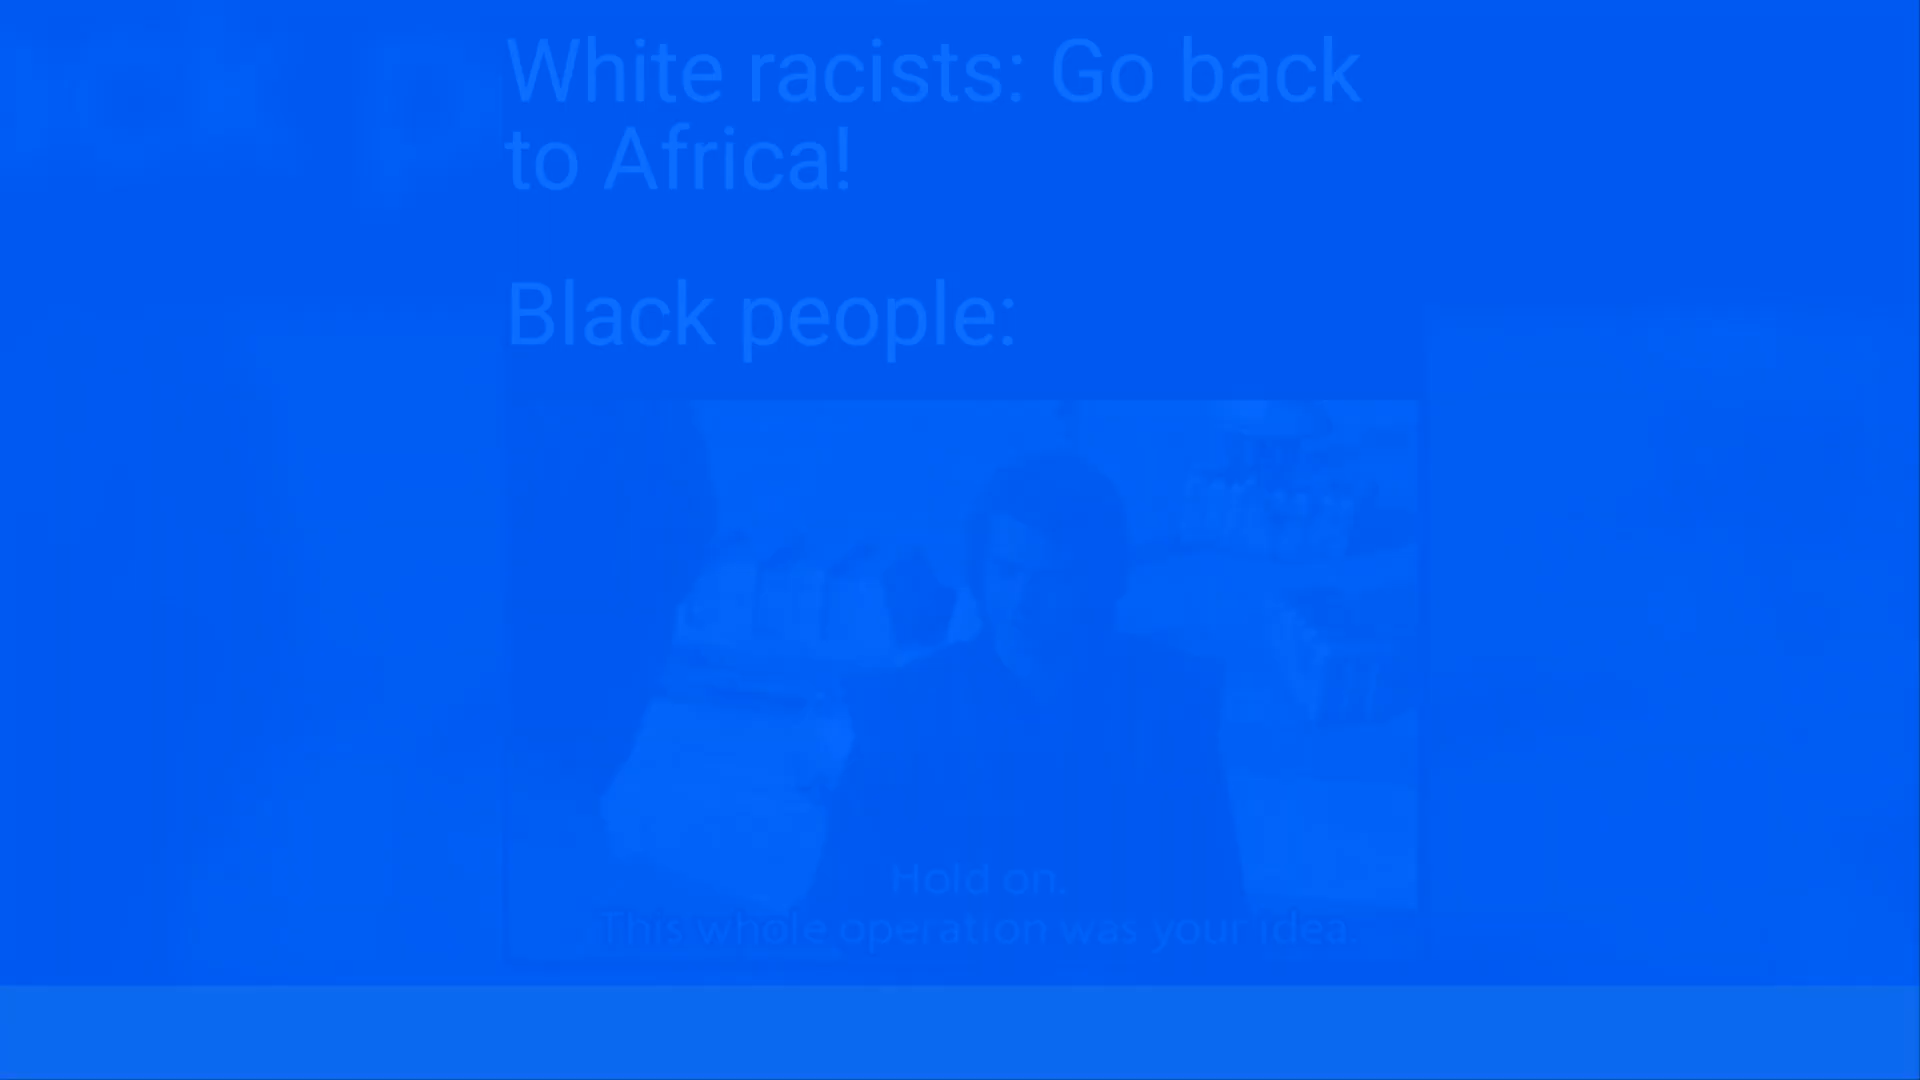 White racists: Go back
to Africa!
Black people:
Hold on.
This whole operation was your idea.